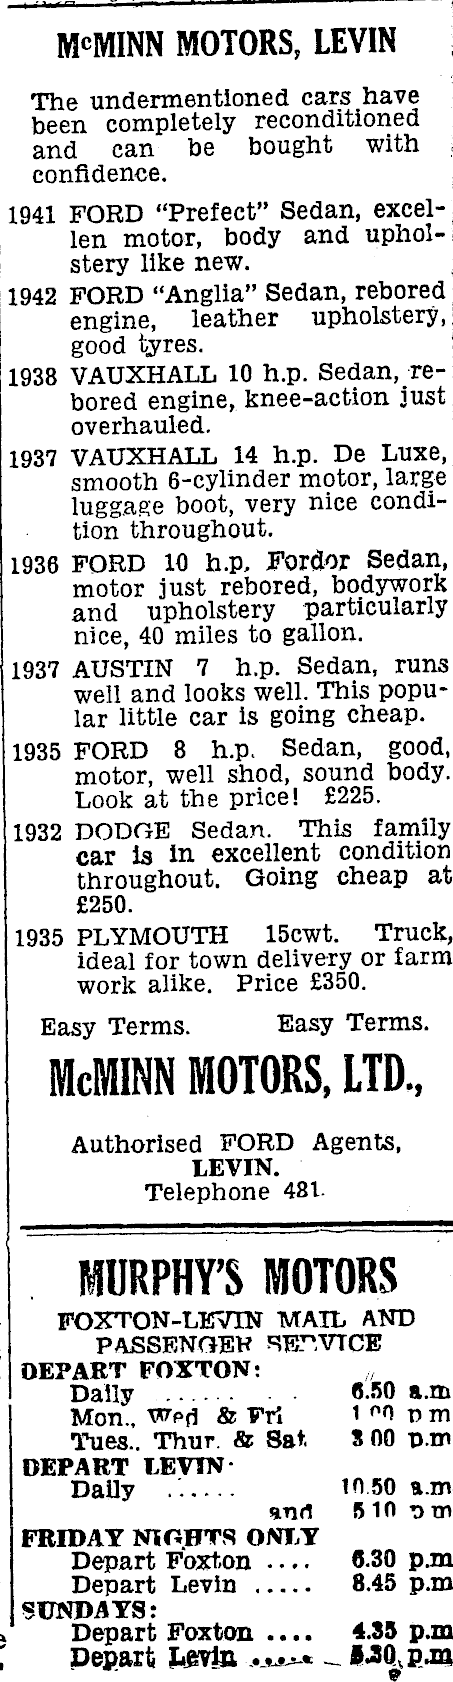 McMINN MOTORS, LEVIN
The undermentioned cars have
been completely reconditioned
and can be bought with
confidence.
1941 FORD “Prefect” Sedan, excel-
len motor, body and uphol-
stery like new.
1942 FORD “Anglia” Sedan, rebored
engine, leather upholstery,
good tyres.
1938 VAUXHALL 10 h.p. Sedan, re-
bored engine, knee-action just
overhauled.
1937 VAUXHALL 14 h.p. De Luxe,
smooth 6-cylinder motor, large
luggage boot, very nice condi-
tion throughout.
1936 FORD 10 h.p. Fordor Sedan,
motor just rebored, bodywork
and upholstery particularly
nice, 40 miles to gallon.
1937 AUSTIN 7 h.p. Sedan, runs
well and looks well. This popu-
lar little car is going cheap.
1935 FORD 8 h.p. Sedan, good,
motor, well shod, sound body.
Look at the price! £225.
1932 DODGE Sedan. This family
car is in excellent condition
throughout. Going cheap at
£250.
1935 PLYMOUTH 15cwt. Truck,
ideal for town delivery or farm
work alike. Price £350.
Easy Terms. Easy Terms.
McMINN MOTORS, LTD.,
Authorised FORD Agents,
LEVIN.
Telephone 481.
MURPHY'S MOTORS
FOXTON-LEVIN MAIL AND
PASSENGER SERVICE
DEPART FOXTON:
Daily ...... 6.50 a.m
Mon., Wed & Fri 1 00 p m
Tues., Thur. & Sat. 3 00 p.m
DEPART LEVIN.
Daily ...... 10.50 a.m
and 5 10 p m
FRIDAY NIGHTS ONLY
Depart Foxton .... 6.30 p.m
Depart Levin ..... 8.45 p.m
SUNDAYS:
Depart Foxton .... 4.35 p.m
Depart Levin ..... 5.30 p.m